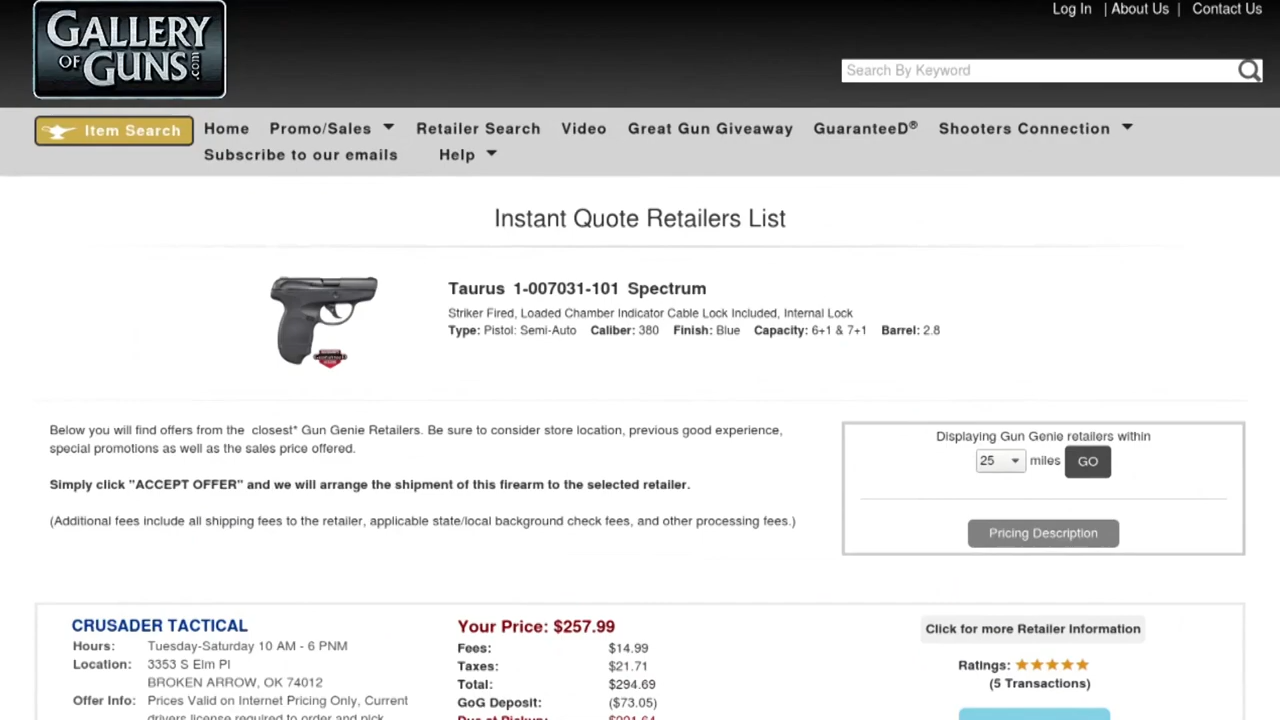 Log In | About Us | Contact Us
GALLERY
OF GUNS.com
Search By Keyword
Item Search Home Promo/Sales Retailer Search Video Great Gun Giveaway GuaranteeD® Shooters Connection
Subscribe to our emails Help
Instant Quote Retailers List
Taurus 1-007031-101 Spectrum
Striker Fired, Loaded Chamber Indicator Cable Lock Included, Internal Lock
Type: Pistol: Semi-Auto Caliber: 380 Finish: Blue Capacity: 6+1 & 7+1 Barrel: 2.8
Below you will find offers from the closest* Gun Genie Retailers. Be sure to consider store location, previous good experience,
special promotions as well as the sales price offered.
Simply click "ACCEPT OFFER" and we will arrange the shipment of this firearm to the selected retailer.
(Additional fees include all shipping fees to the retailer, applicable state/local background check fees, and other processing fees.)
Displaying Gun Genie retailers within
25 miles GO
Pricing Description
CRUSADER TACTICAL
Hours: Tuesday-Saturday 10 AM - 6 PNM
Location: 3353 S Elm Pl
BROKEN ARROW, OK 74012
Offer Info: Prices Valid on Internet Pricing Only, Current
drivers license required to order and pick
Your Price: $257.99
Fees: $14.99
Taxes: $21.71
Total: $294.69
GoG Deposit: ($73.05)
Due at Pickup: $221.64
Click for more Retailer Information
Ratings:
(5 Transactions)